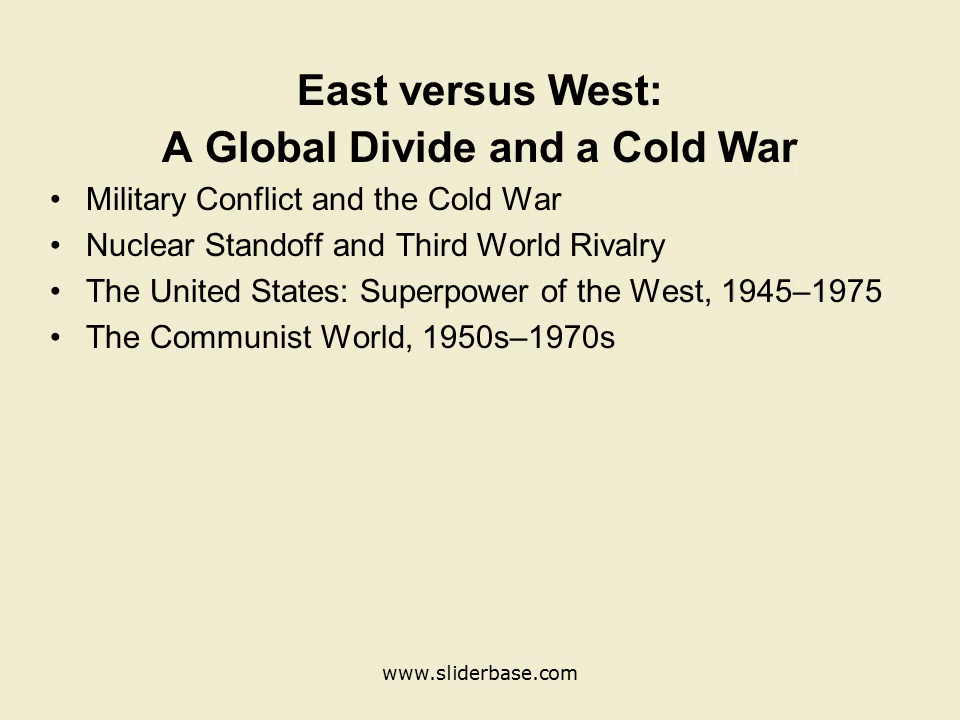 East versus West:
A Global Divide and a Cold War
• Military Conflict and the Cold War
• Nuclear Standoff and Third World Rivalry
• The United States: Superpower of the West, 1945–1975
• The Communist World, 1950s–1970s
www.sliderbase.com